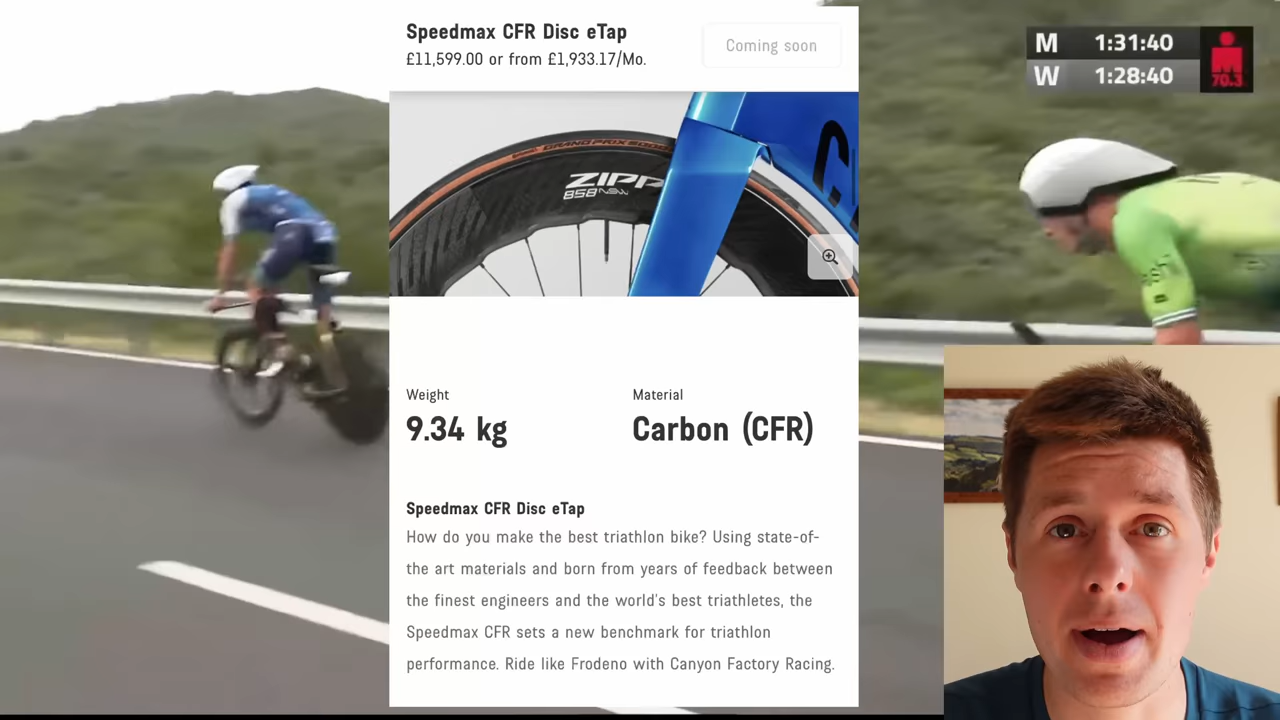 Speedmax CFR Disc eTap
£11,599.00 or from £1,933.17/Mo.
Coming soon
M 1:31:40
W 1:28:40
70.3
GRAND PRIX 5000
ZIPP
858 NSW
Weight
Material
9.34 kg
Carbon (CFR)
Speedmax CFR Disc eTap
How do you make the best triathlon bike? Using state-of-
the art materials and born from years of feedback between
the finest engineers and the world's best triathletes, the
Speedmax CFR sets a new benchmark for triathlon
performance. Ride like Frodeno with Canyon Factory Racing.